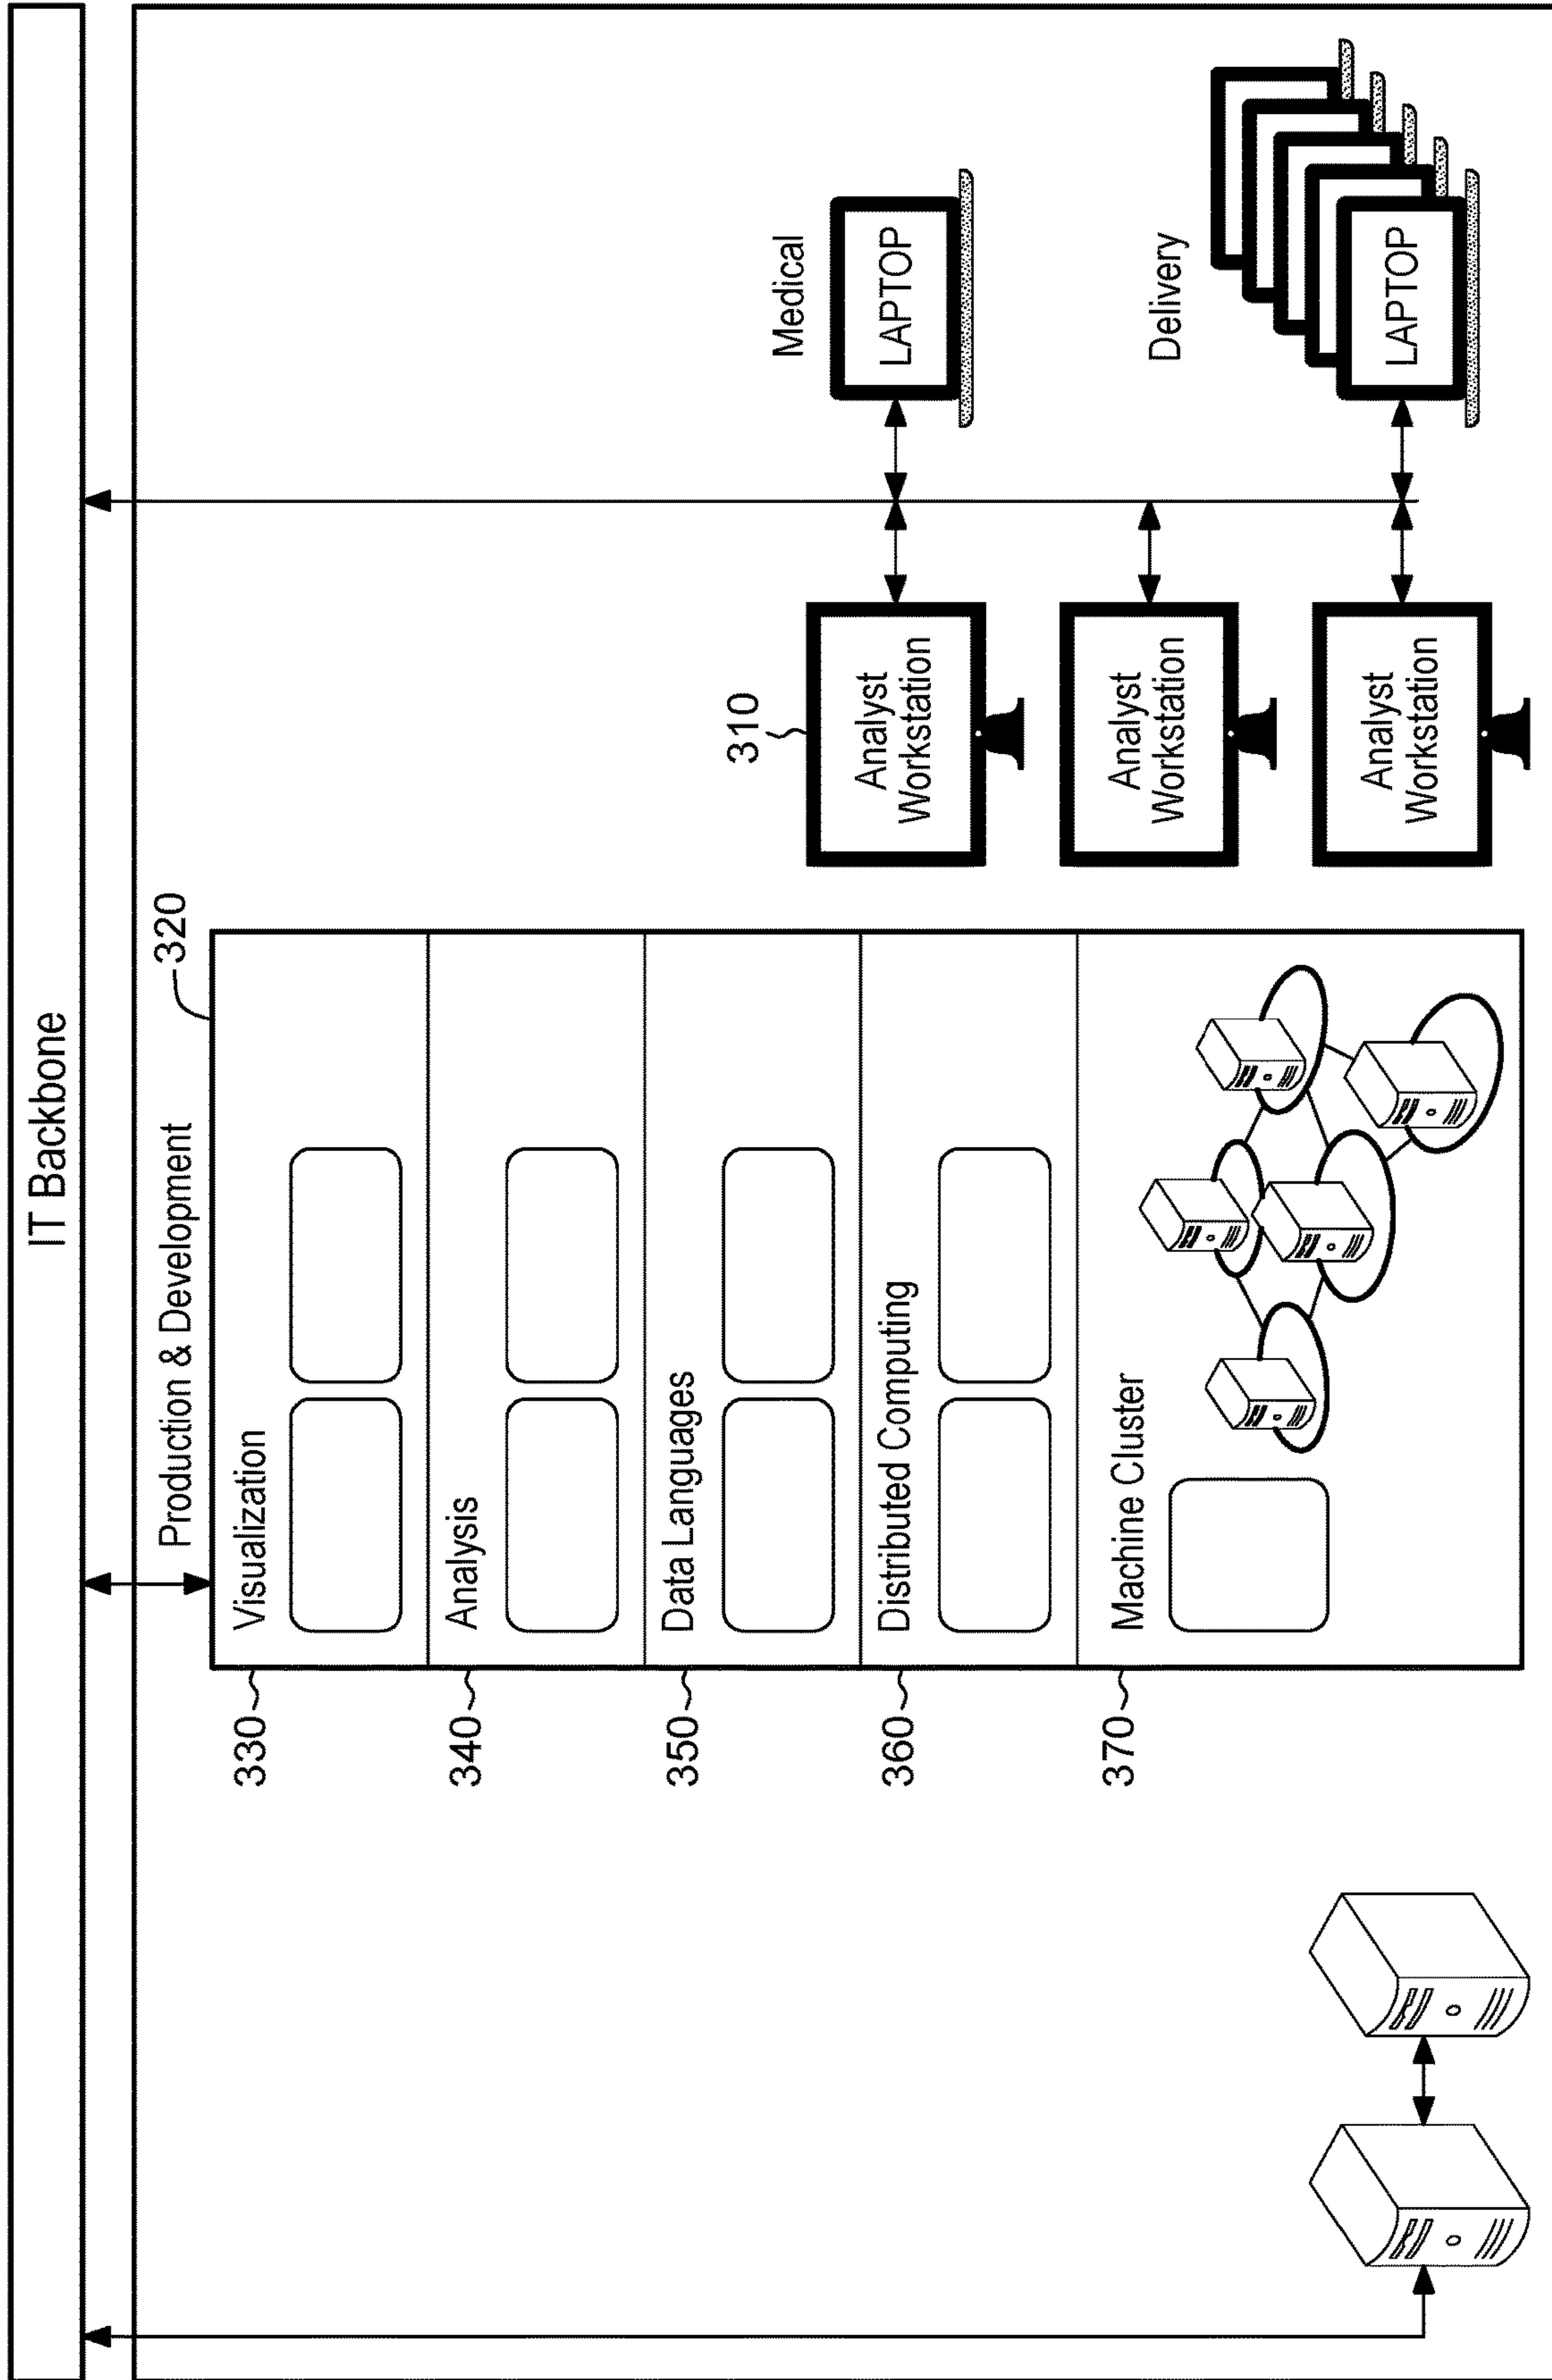 IT Backbone
Production & Development
320
330
Visualization
340
Analysis
350
Data Languages
360
Distributed Computing
370
Machine Cluster
310
Analyst
Workstation
Analyst
Workstation
Analyst
Workstation
Medical
LAPTOP
Delivery
LAPTOP